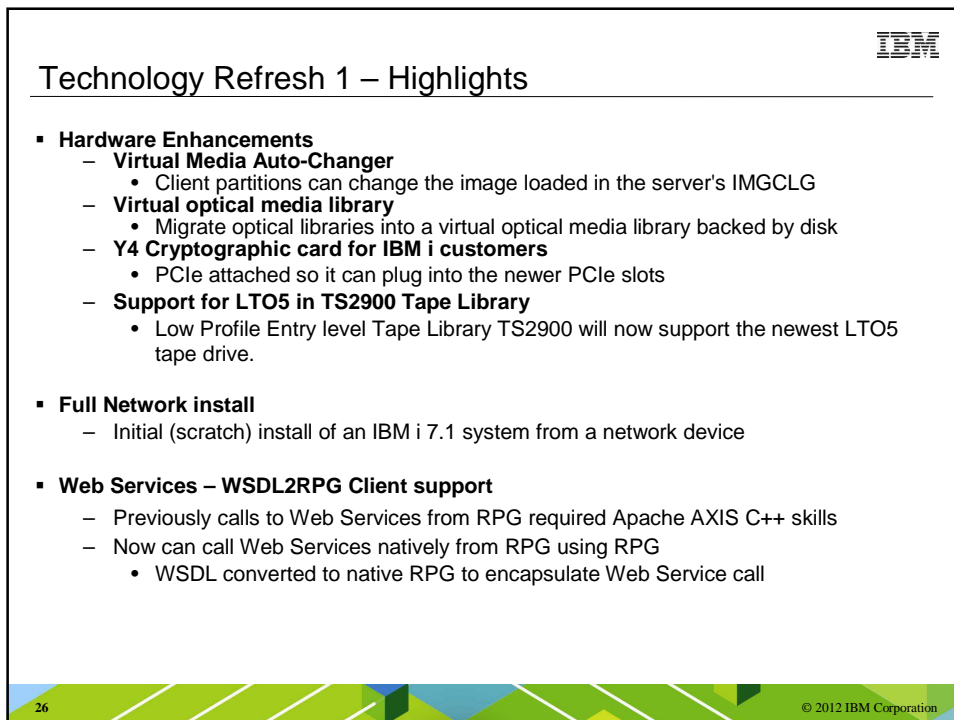 IBM
Technology Refresh 1 – Highlights
▪ Hardware Enhancements
– Virtual Media Auto-Changer
• Client partitions can change the image loaded in the server's IMGCLG
– Virtual optical media library
• Migrate optical libraries into a virtual optical media library backed by disk
– Y4 Cryptographic card for IBM i customers
• PCIe attached so it can plug into the newer PCIe slots
– Support for LTO5 in TS2900 Tape Library
• Low Profile Entry level Tape Library TS2900 will now support the newest LTO5
tape drive.
▪ Full Network install
– Initial (scratch) install of an IBM i 7.1 system from a network device
▪ Web Services – WSDL2RPG Client support
– Previously calls to Web Services from RPG required Apache AXIS C++ skills
– Now can call Web Services natively from RPG using RPG
• WSDL converted to native RPG to encapsulate Web Service call
26
© 2012 IBM Corporation